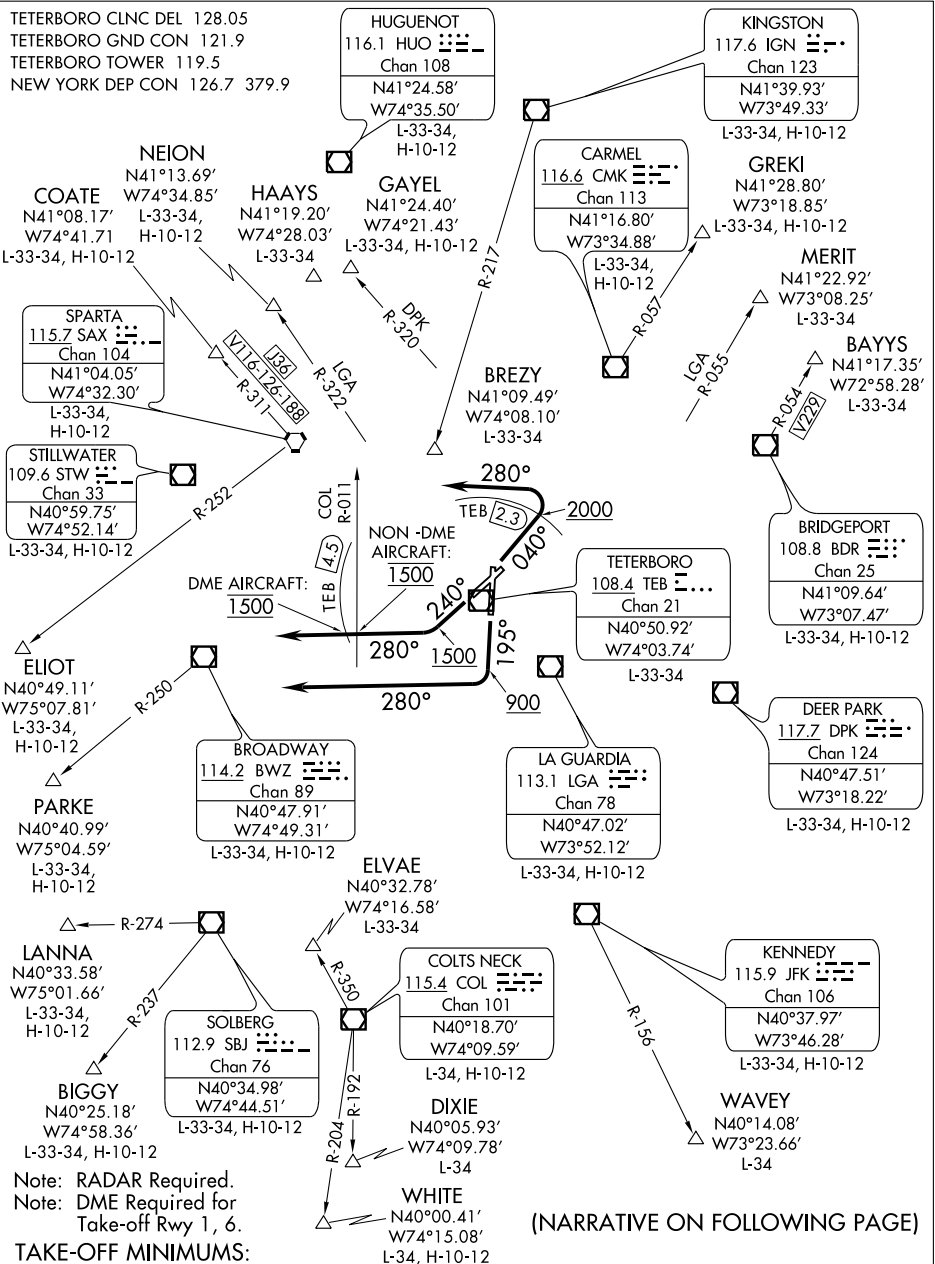 TETERBORO CLNC DEL 128.05
TETERBORO GND CON 121.9
TETERBORO TOWER 119.5
NEW YORK DEP CON 126.7 379.9
HUGUENOT
116.1 HUO
Chan 108
N41°24.58′
W74°35.50′
L-33-34,
H-10-12
KINGSTON
117.6 IGN
Chan 123
N41°39.93′
W73°49.33′
L-33-34, H-10-12
NEION
N41°13.69′
W74°34.85′
L-33-34,
H-10-12
COATE
N41°08.17′
W74°41.71
L-33-34, H-10-12
HAAYS
N41°19.20′
W74°28.03′
L-33-34
GAYEL
N41°24.40′
W74°21.43′
L-33-34, H-10-12
CARMEL
116.6 CMK
Chan 113
N41°16.80′
W73°34.88′
L-33-34,
H-10-12
GREKI
N41°28.80′
W73°18.85′
L-33-34, H-10-12
MERIT
N41°22.92′
W73°08.25′
L-33-34
BAYYS
N41°17.35′
W72°58.28′
L-33-34
R-217
R-057
DPK
R-320
LGA
R-055
R-054
V229
SPARTA
115.7 SAX
Chan 104
N41°04.05′
W74°32.30′
L-33-34,
H-10-12
J36
V116-126-188
R-311
LGA
R-322
BREZY
N41°09.49′
W74°08.10′
L-33-34
STILLWATER
109.6 STW
Chan 33
N40°59.75′
W74°52.14′
L-33-34, H-10-12
R-252
COL
R-011
280°
TEB 2.3
2000
040°
NON -DME
AIRCRAFT:
1500
TEB 4.5
DME AIRCRAFT:
1500
240°
280°
1500
195°
280°
900
TETERBORO
108.4 TEB
Chan 21
N40°50.92′
W74°03.74′
L-33-34
BRIDGEPORT
108.8 BDR
Chan 25
N41°09.64′
W73°07.47′
L-33-34, H-10-12
ELIOT
N40°49.11′
W75°07.81′
L-33-34,
H-10-12
R-250
BROADWAY
114.2 BWZ
Chan 89
N40°47.91′
W74°49.31′
L-33-34, H-10-12
LA GUARDIA
113.1 LGA
Chan 78
N40°47.02′
W73°52.12′
L-33-34, H-10-12
DEER PARK
117.7 DPK
Chan 124
N40°47.51′
W73°18.22′
L-33-34, H-10-12
PARKE
N40°40.99′
W75°04.59′
L-33-34,
H-10-12
ELVAE
N40°32.78′
W74°16.58′
L-33-34
R-274
LANNA
N40°33.58′
W75°01.66′
L-33-34,
H-10-12
R-237
SOLBERG
112.9 SBJ
Chan 76
N40°34.98′
W74°44.51′
L-33-34, H-10-12
R-350
COLTS NECK
115.4 COL
Chan 101
N40°18.70′
W74°09.59′
L-34, H-10-12
KENNEDY
115.9 JFK
Chan 106
N40°37.97′
W73°46.28′
L-33-34, H-10-12
R-156
BIGGY
N40°25.18′
W74°58.36′
L-33-34, H-10-12
R-192
R-204
DIXIE
N40°05.93′
W74°09.78′
L-34
WAVEY
N40°14.08′
W73°23.66′
L-34
WHITE
N40°00.41′
W74°15.08′
L-34, H-10-12
Note: RADAR Required.
Note: DME Required for
Take-off Rwy 1, 6.
TAKE-OFF MINIMUMS:
(NARRATIVE ON FOLLOWING PAGE)